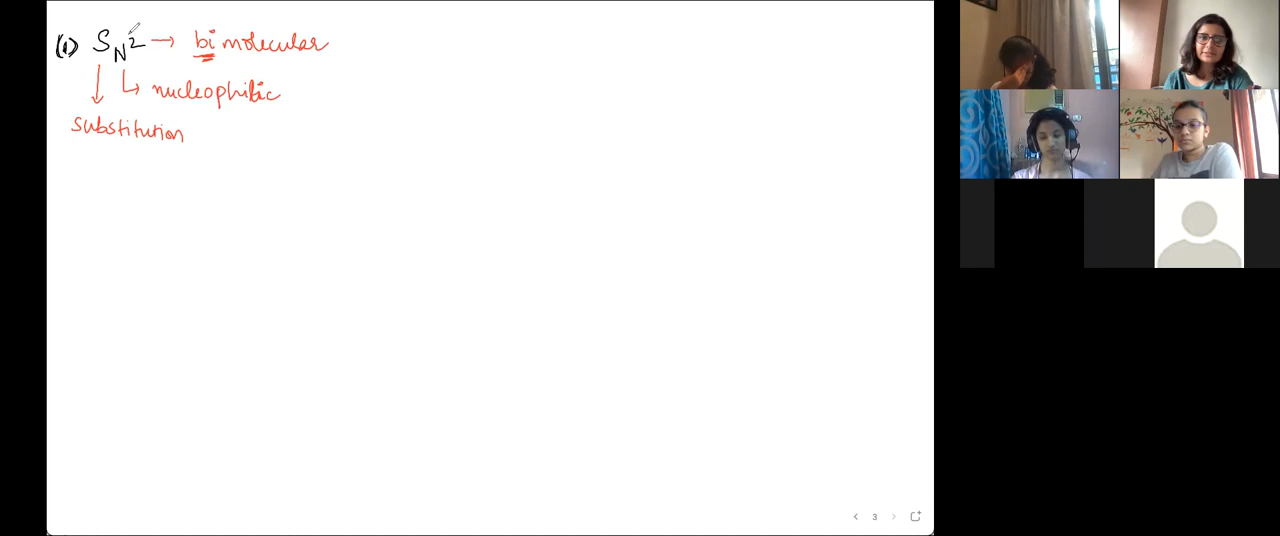 (1) SN2 → bimolecular
↳ nucleophilic
substitution
3